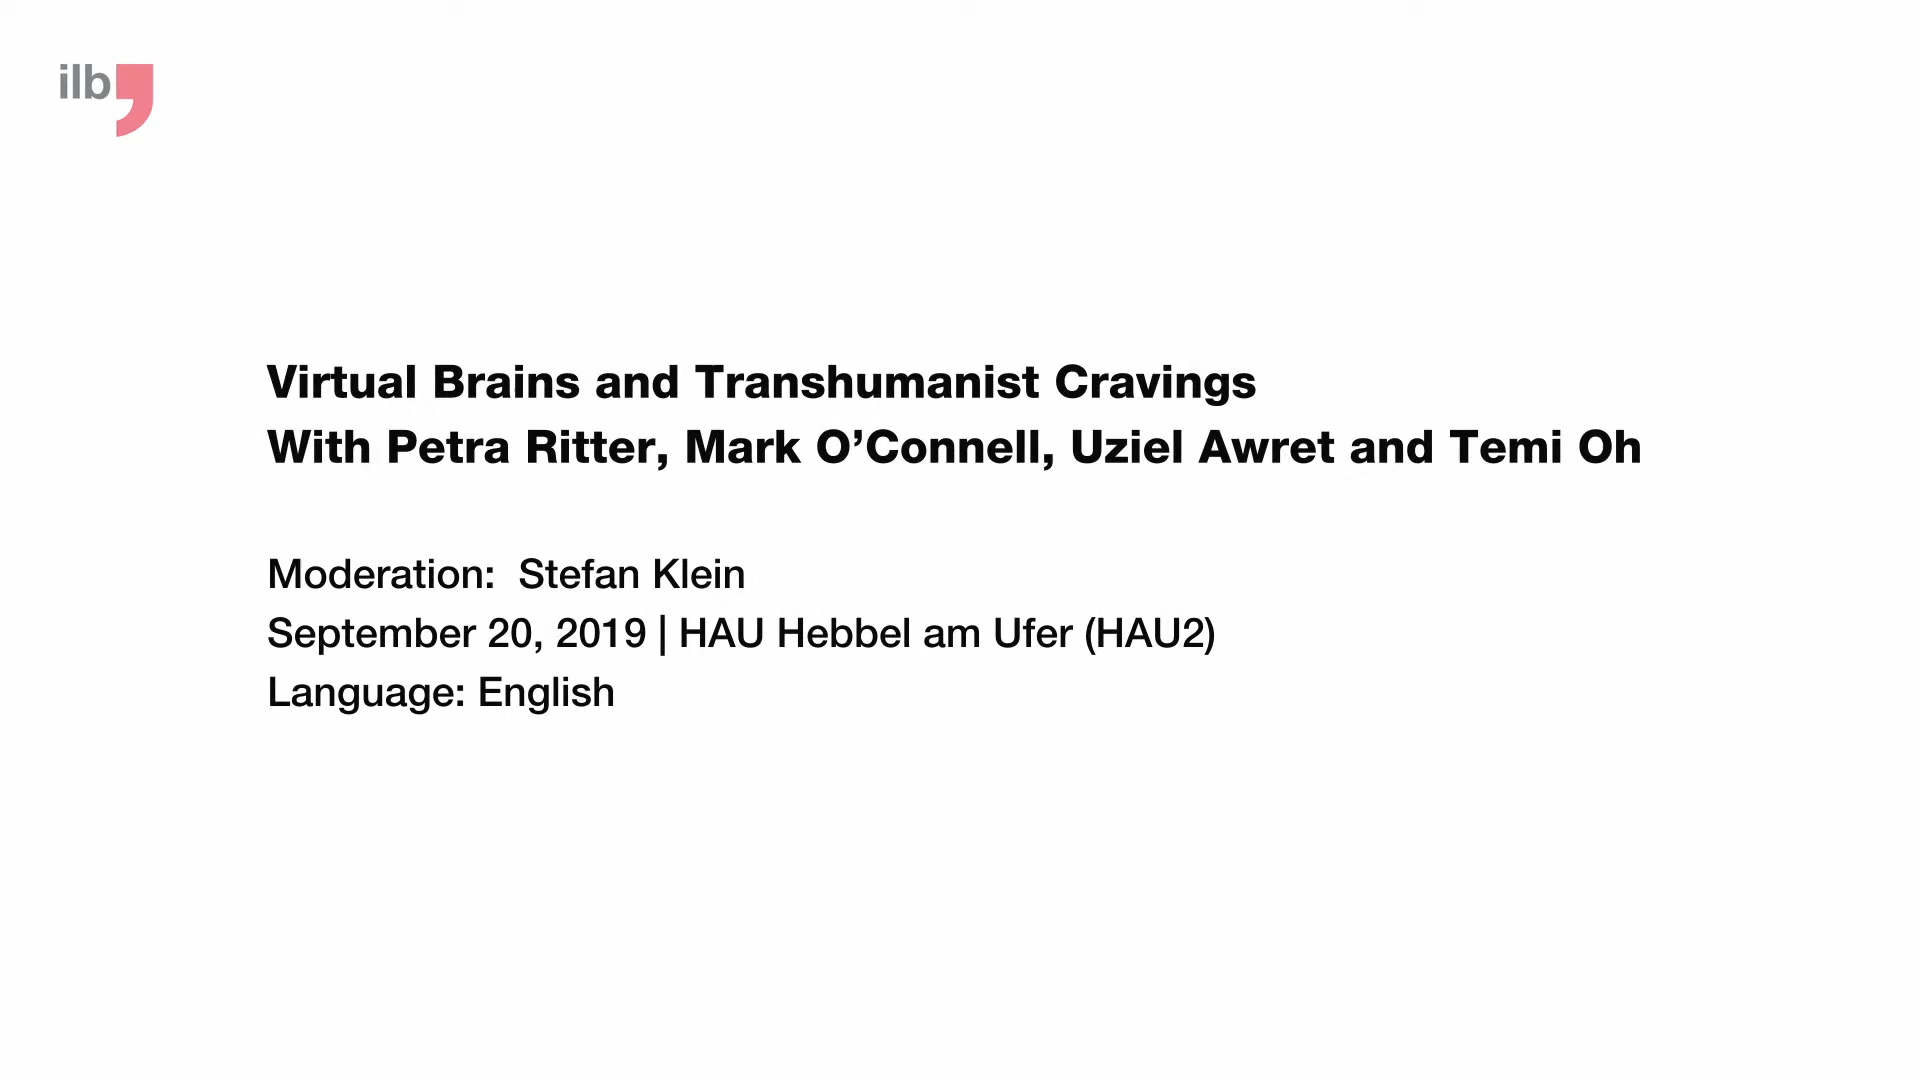 ilb
Virtual Brains and Transhumanist Cravings
With Petra Ritter, Mark O’Connell, Uziel Awret and Temi Oh
Moderation:  Stefan Klein
September 20, 2019 | HAU Hebbel am Ufer (HAU2)
Language: English